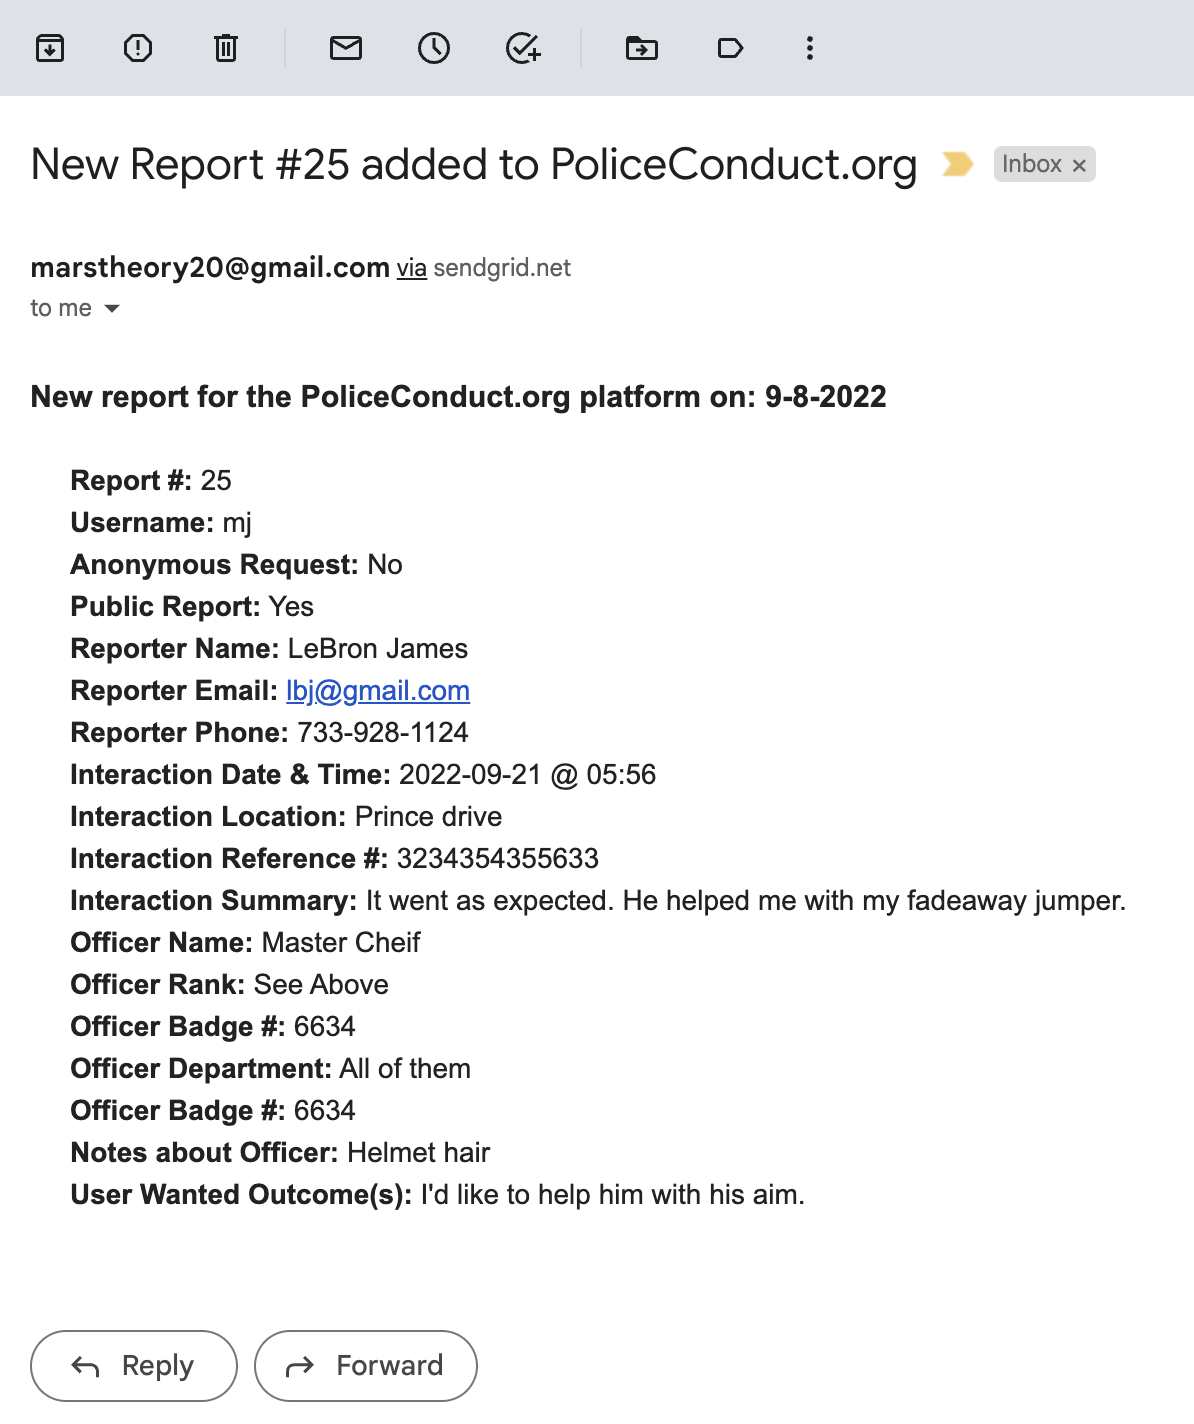 New Report #25 added to PoliceConduct.org Inbox ×
marstheory20@gmail.com via sendgrid.net
to me
New report for the PoliceConduct.org platform on: 9-8-2022
Report #: 25
Username: mj
Anonymous Request: No
Public Report: Yes
Reporter Name: LeBron James
Reporter Email: lbj@gmail.com
Reporter Phone: 733-928-1124
Interaction Date & Time: 2022-09-21 @ 05:56
Interaction Location: Prince drive
Interaction Reference #: 3234354355633
Interaction Summary: It went as expected. He helped me with my fadeaway jumper.
Officer Name: Master Cheif
Officer Rank: See Above
Officer Badge #: 6634
Officer Department: All of them
Officer Badge #: 6634
Notes about Officer: Helmet hair
User Wanted Outcome(s): I'd like to help him with his aim.
Reply Forward